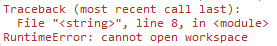 Traceback (most recent call last):
  File "<string>", line 8, in <module>
RuntimeError: cannot open workspace